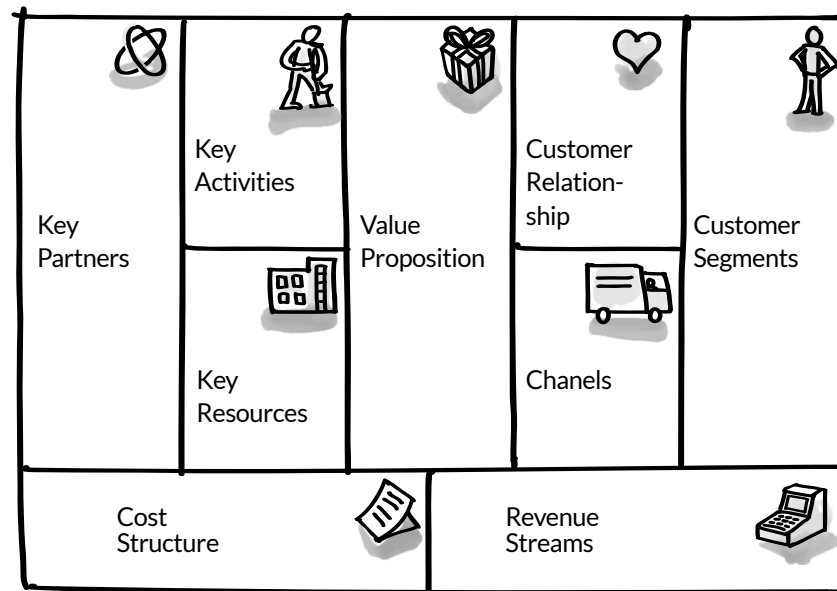 Key
Partners
Key
Activities
Key
Resources
Value
Proposition
Customer
Relation-
ship
Chanels
Customer
Segments
Cost
Structure
Revenue
Streams